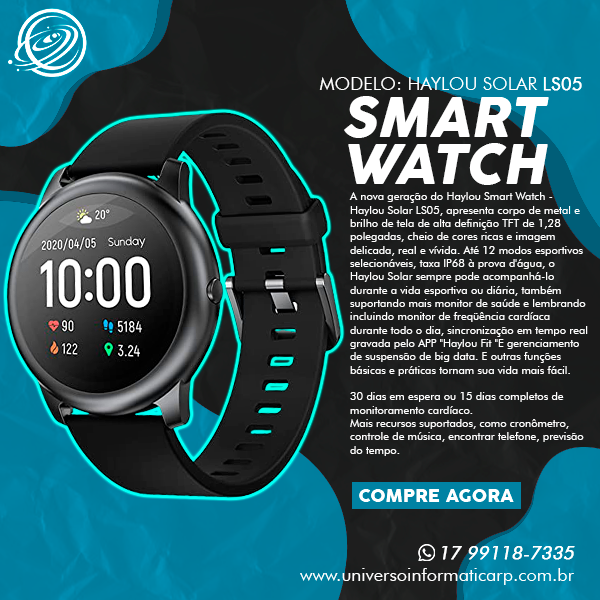 MODELO: HAYLOU SOLAR LS05
SMART
WATCH
A nova geração do Haylou Smart Watch -
Haylou Solar LS05, apresenta corpo de metal e
brilho de tela de alta definição TFT de 1,28
polegadas, cheio de cores ricas e imagem
delicada, real e vívida. Até 12 modos esportivos
selecionáveis, taxa IP68 à prova d'água, o
Haylou Solar sempre pode acompanhá-lo
durante a vida esportiva ou diária, também
suportando mais monitor de saúde e lembrando
incluindo monitor de freqüência cardíaca
durante todo o dia, sincronização em tempo real
gravada pelo APP "Haylou Fit "E gerenciamento
de suspensão de big data. E outras funções
básicas e práticas tornam sua vida mais fácil.
30 dias em espera ou 15 dias completos de
monitoramento cardíaco.
Mais recursos suportados, como cronômetro,
controle de música, encontrar telefone, previsão
do tempo.
COMPRE AGORA
17 99118-7335
www.universoinformaticarp.com.br
20°
2020/04/05 Sunday
10:00
90 5184
122 3.24